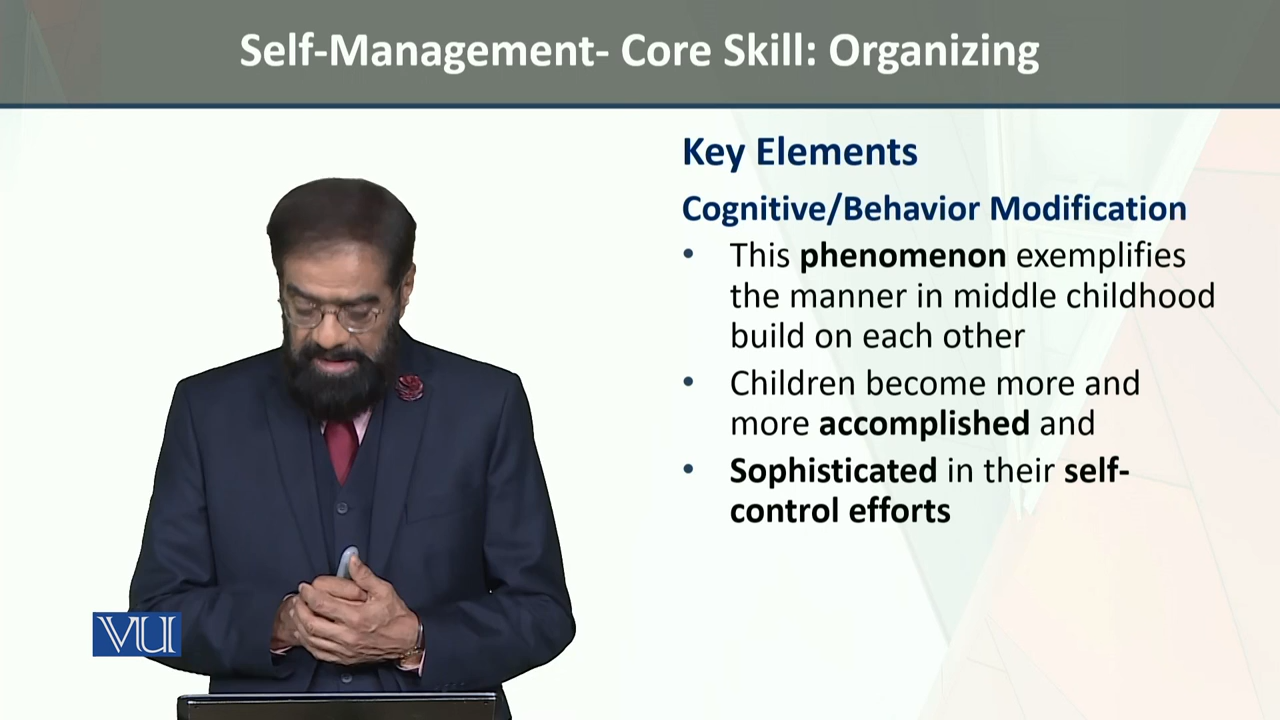 Self-Management- Core Skill: Organizing
Key Elements
Cognitive/Behavior Modification
• This phenomenon exemplifies
the manner in middle childhood
build on each other
• Children become more and
more accomplished and
• Sophisticated in their self-
control efforts
VU